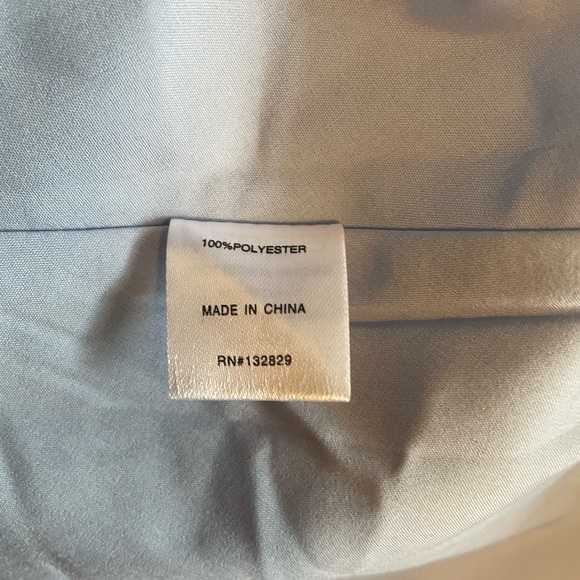 100%POLYESTER
MADE IN CHINA
RN#132829